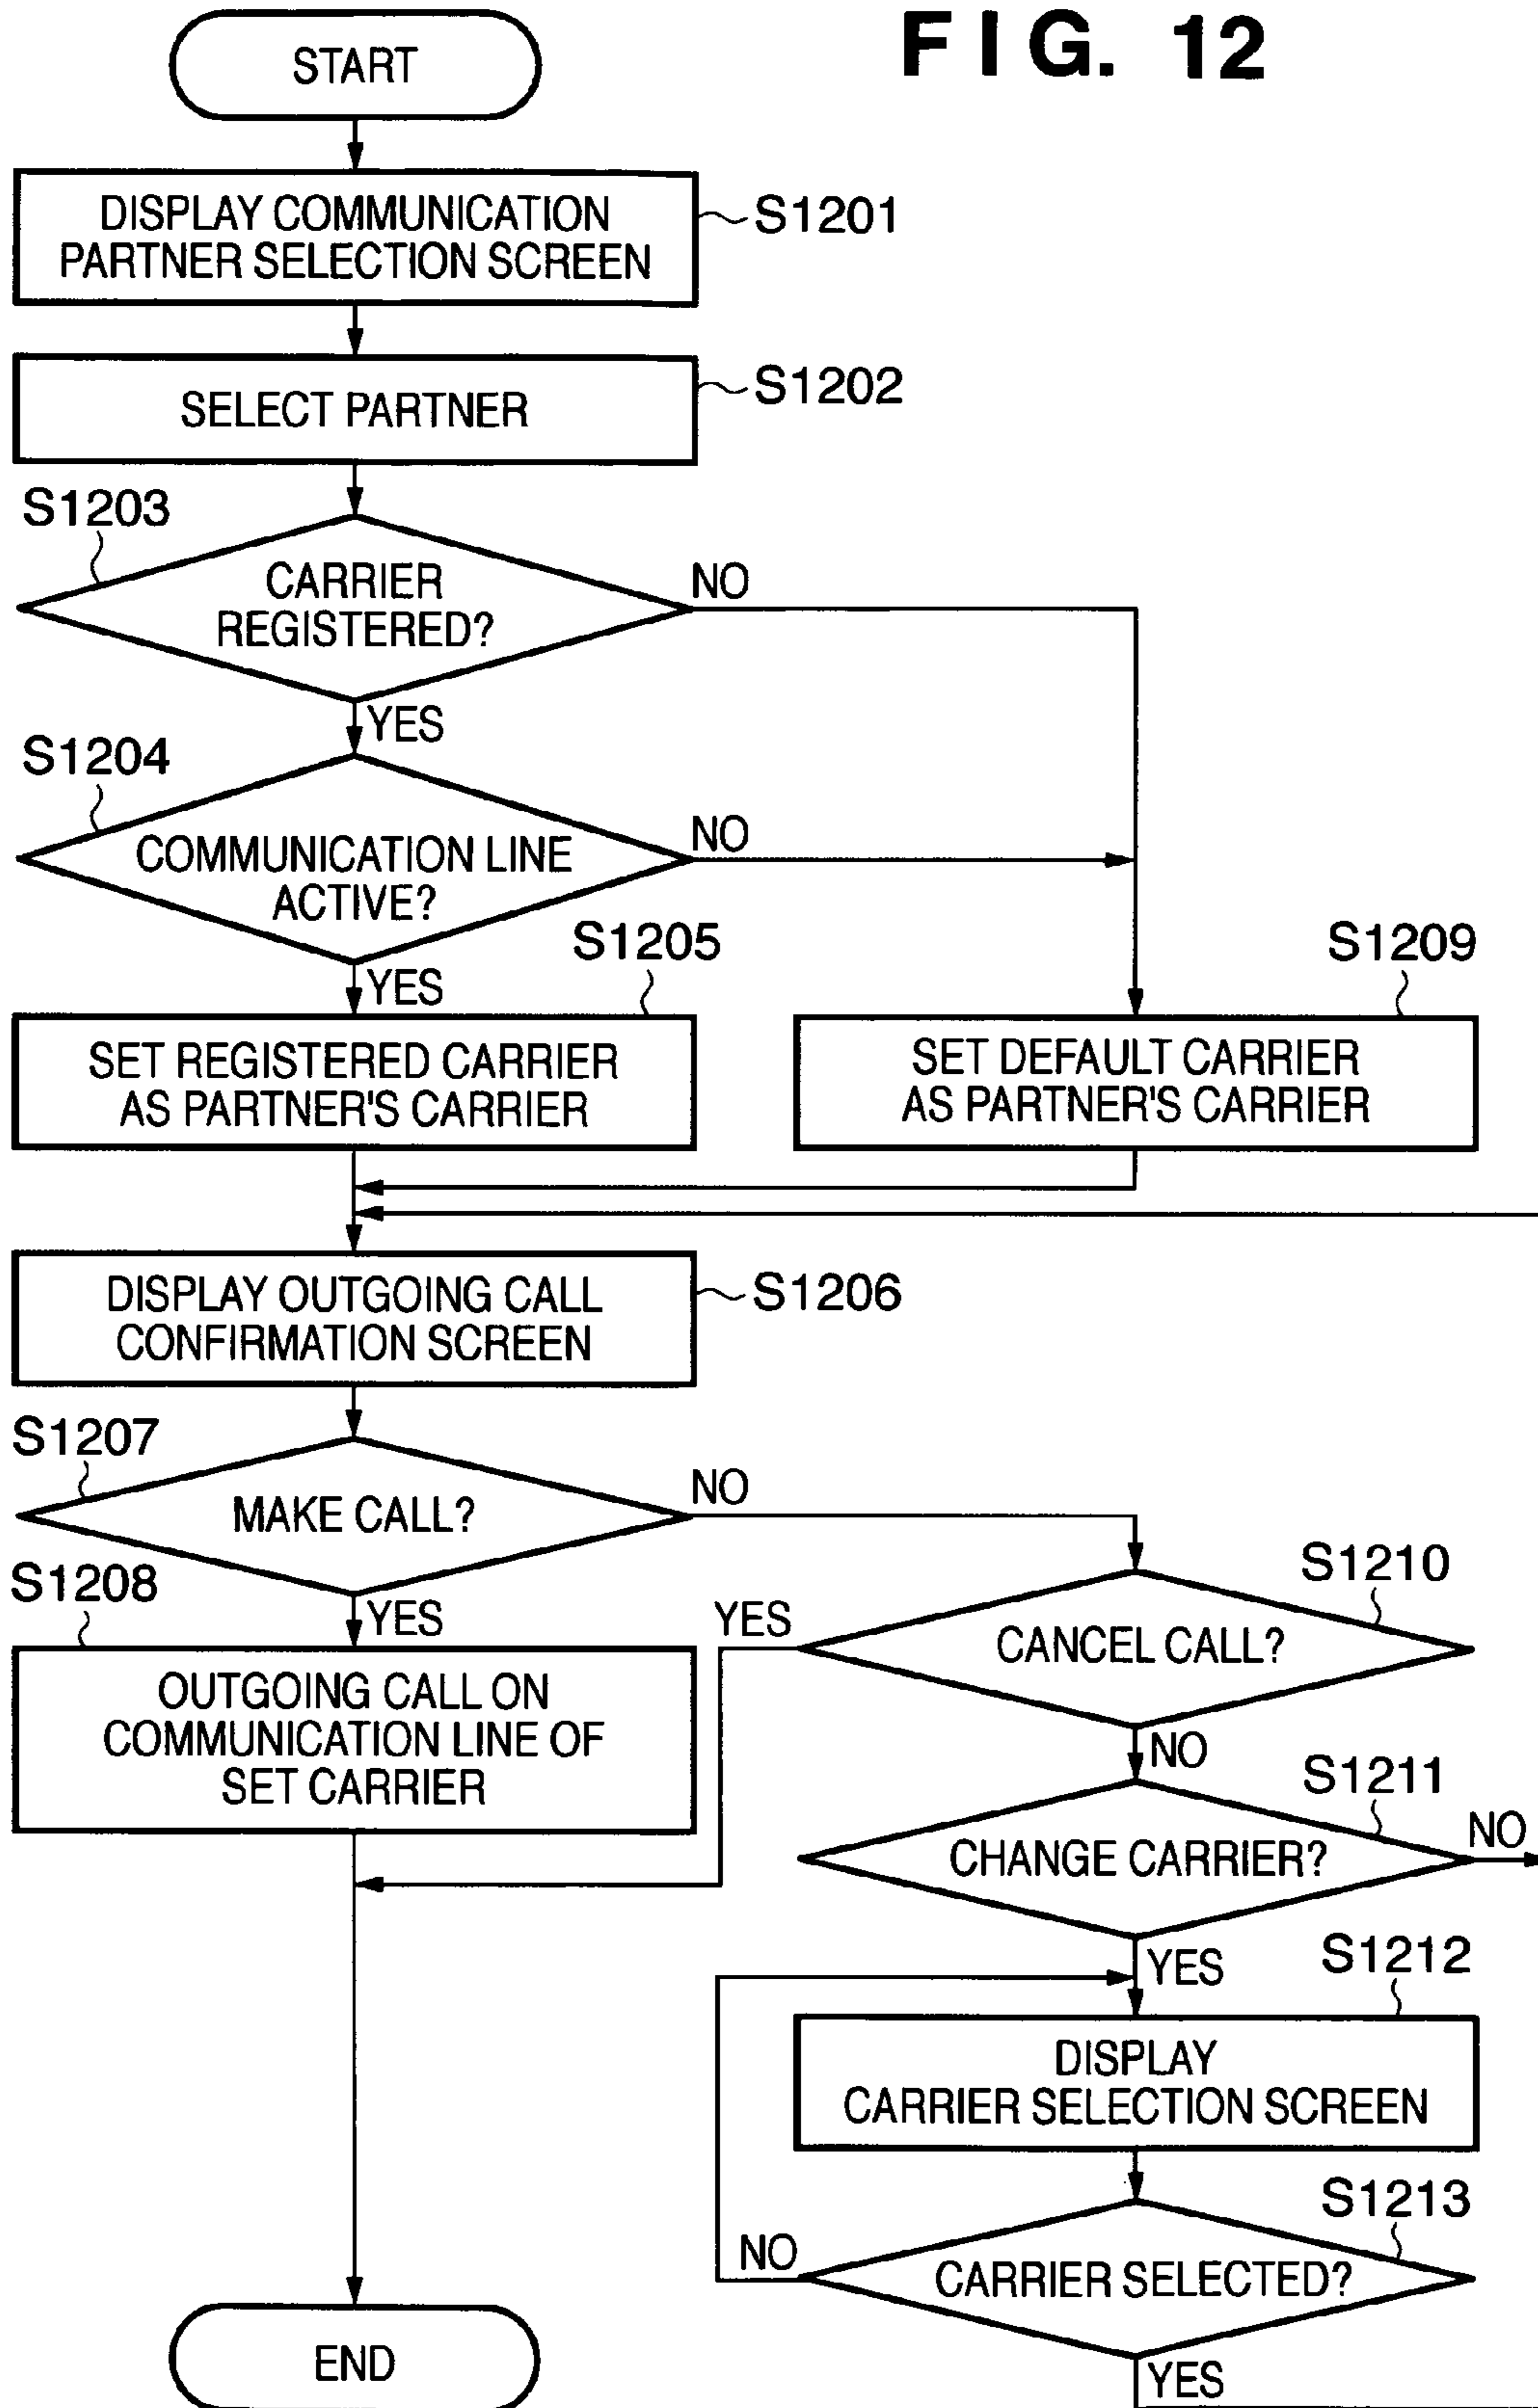 FIG. 12
START
DISPLAY COMMUNICATION
PARTNER SELECTION SCREEN
S1201
SELECT PARTNER
S1202
S1203
CARRIER
REGISTERED?
NO
YES
S1204
COMMUNICATION LINE
ACTIVE?
NO
YES
S1205
SET REGISTERED CARRIER
AS PARTNER'S CARRIER
S1209
SET DEFAULT CARRIER
AS PARTNER'S CARRIER
DISPLAY OUTGOING CALL
CONFIRMATION SCREEN
S1206
S1207
MAKE CALL?
NO
YES
S1208
OUTGOING CALL ON
COMMUNICATION LINE OF
SET CARRIER
S1210
CANCEL CALL?
YES
NO
S1211
CHANGE CARRIER?
NO
YES
S1212
DISPLAY
CARRIER SELECTION SCREEN
S1213
CARRIER SELECTED?
NO
YES
END